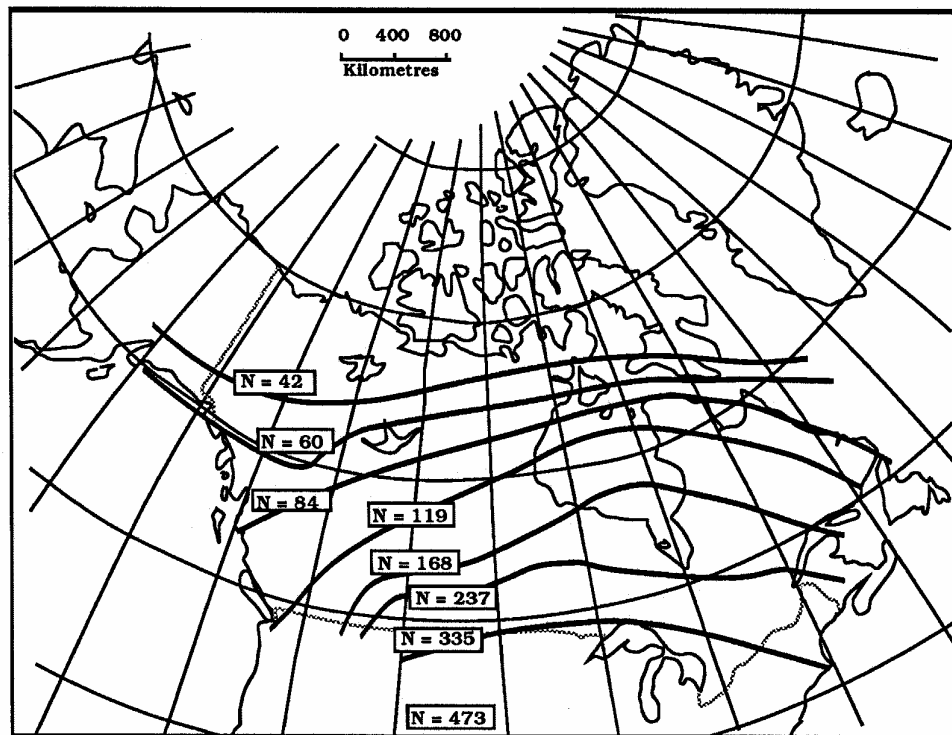 0 400 800
Kilometres
N = 42
N = 60
N = 84
N = 119
N = 168
N = 237
N = 335
N = 473